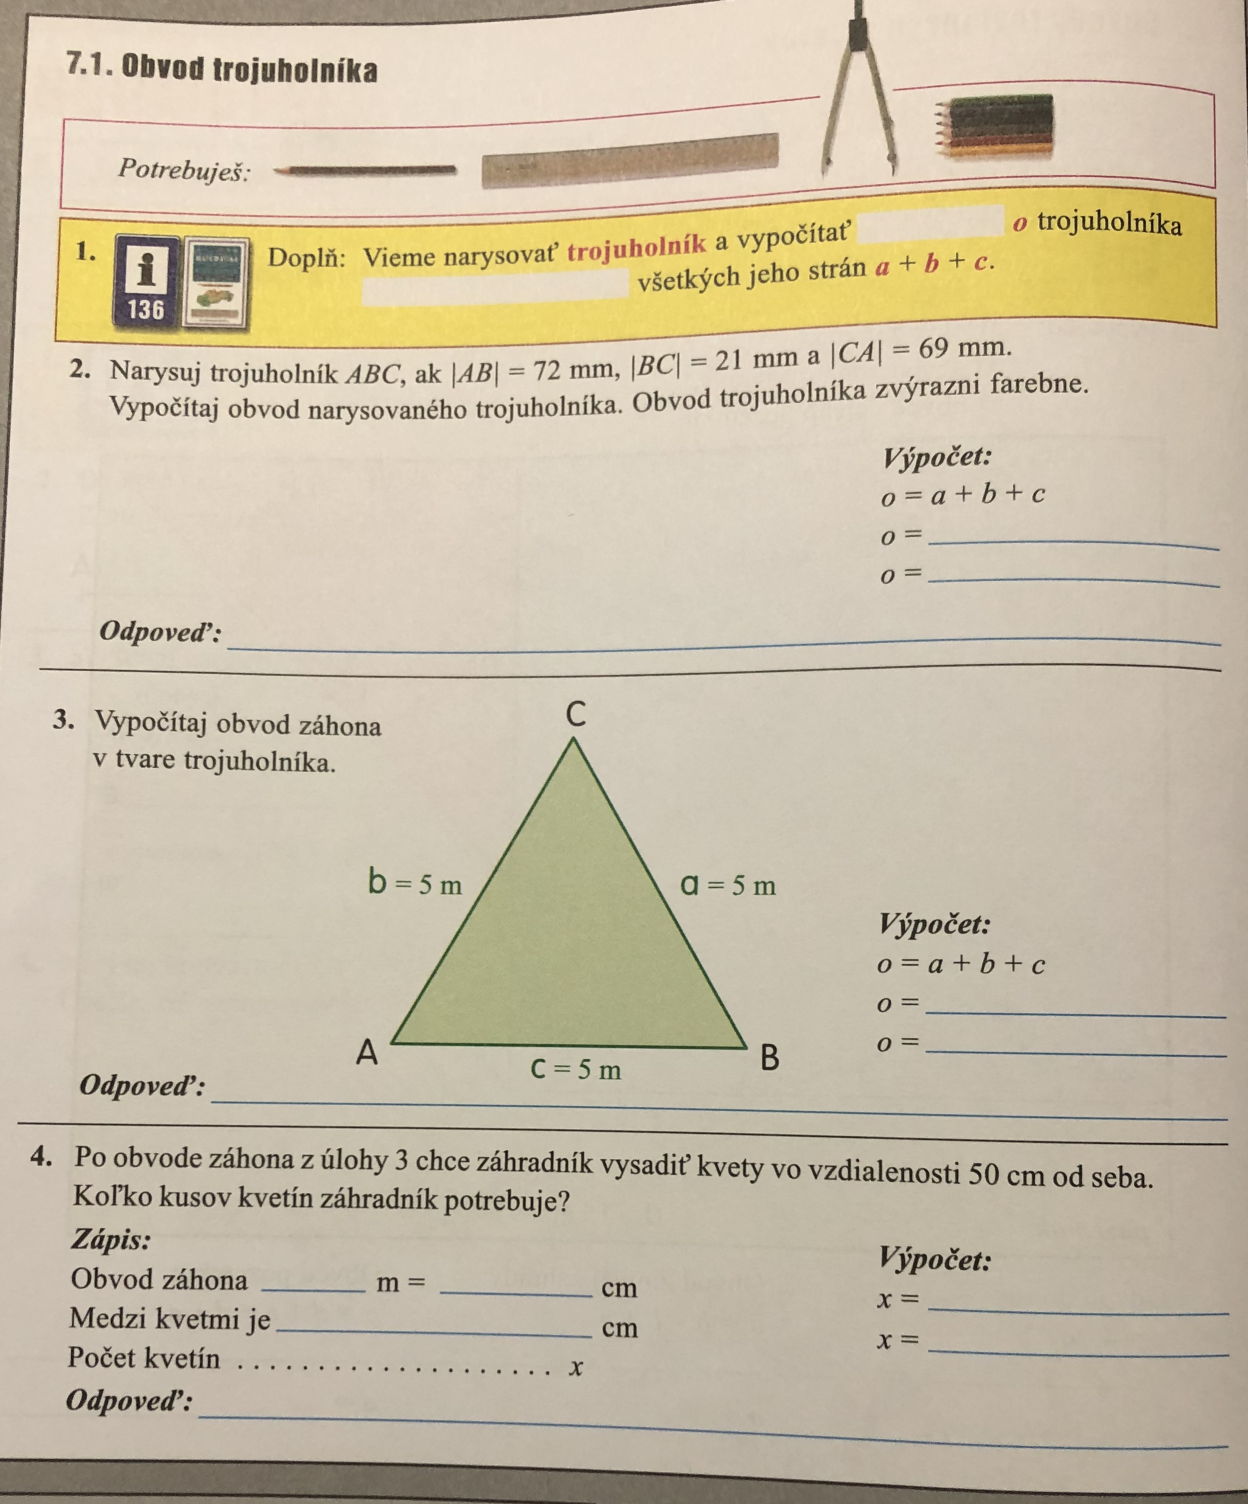 7.1. Obvod trojuholníka
Potrebuješ:
1. i 136 Doplň: Vieme narysovať trojuholník a vypočítať o trojuholníka
všetkých jeho strán a + b + c.
2. Narysuj trojuholník ABC, ak |AB| = 72 mm, |BC| = 21 mm a |CA| = 69 mm.
Vypočítaj obvod narysovaného trojuholníka. Obvod trojuholníka zvýrazni farebne.
Výpočet:
o = a + b + c
o =
o =
Odpoveď:
3. Vypočítaj obvod záhona
v tvare trojuholníka.
C
b = 5 m
a = 5 m
A
B
c = 5 m
Výpočet:
o = a + b + c
o =
o =
Odpoveď:
4. Po obvode záhona z úlohy 3 chce záhradník vysadiť kvety vo vzdialenosti 50 cm od seba.
Koľko kusov kvetín záhradník potrebuje?
Zápis:
Obvod záhona ______ m = ______ cm
Medzi kvetmi je ______ cm
Počet kvetín . . . . . . . . . . . . . . . . . . . . x
Výpočet:
x =
x =
Odpoveď: